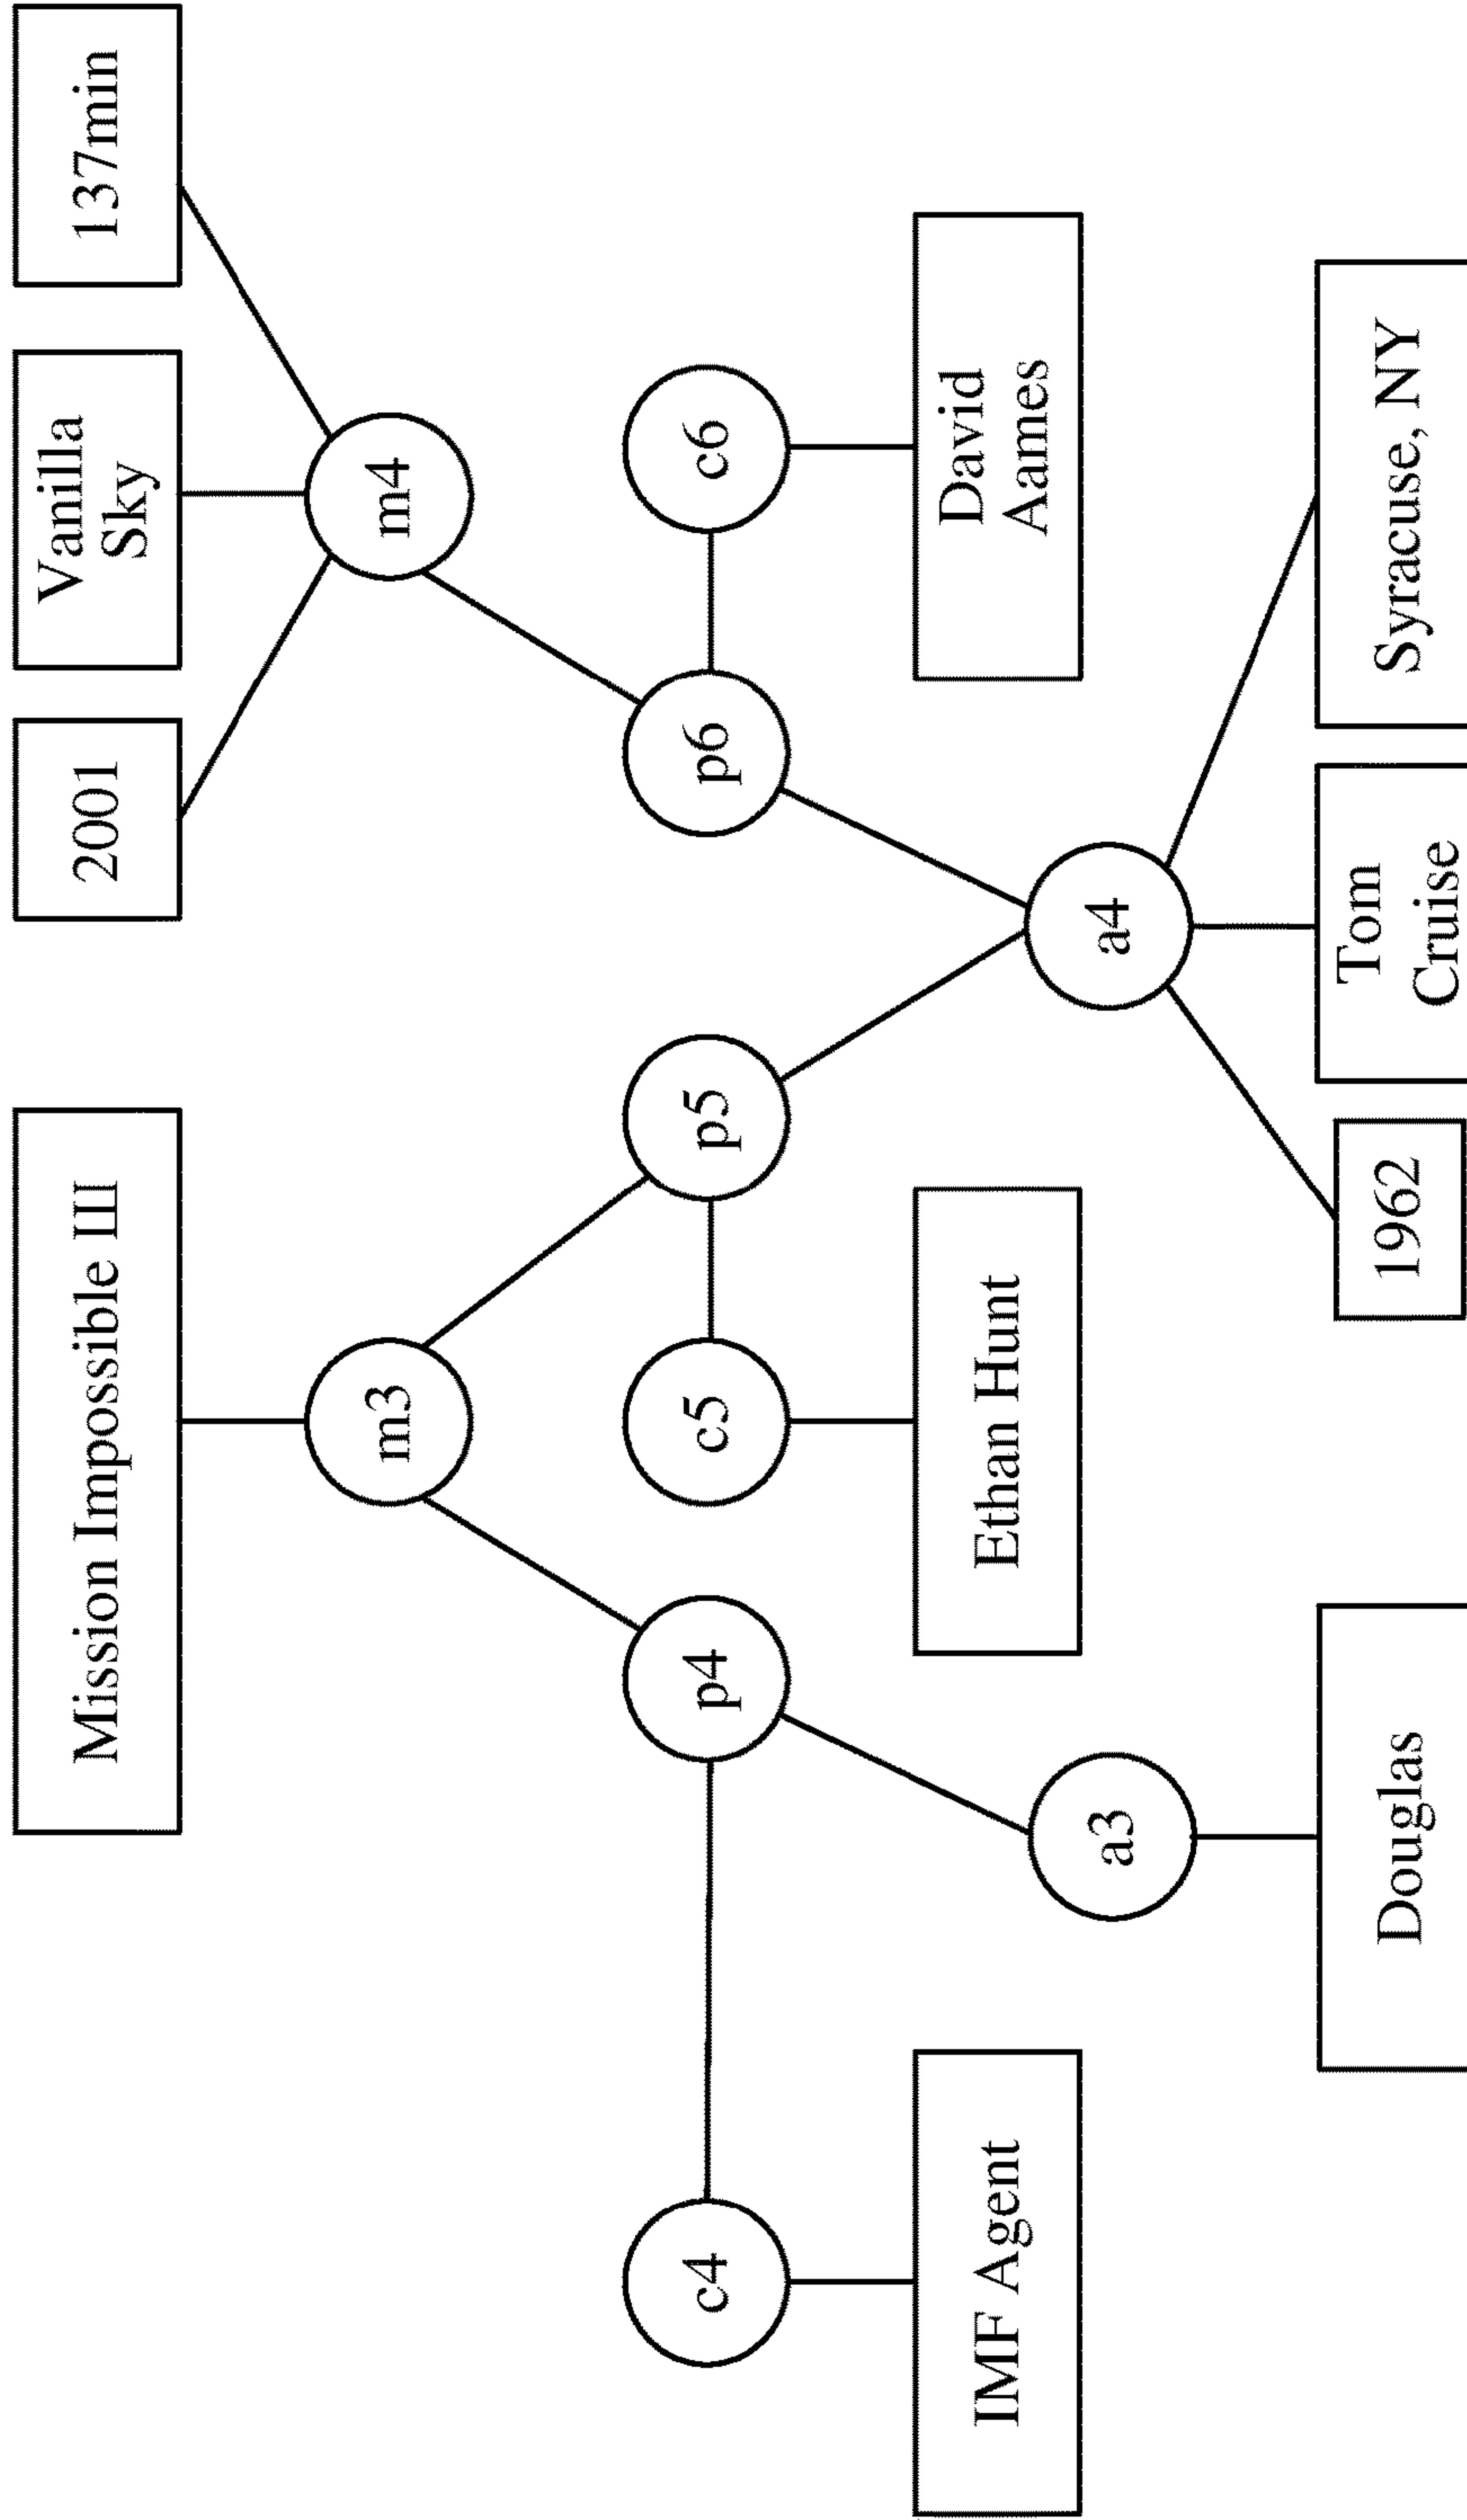 Mission Impossible III
2001
Vanilla
Sky
137min
m3
m4
c4
p4
c5
p5
p6
c6
IMF Agent
Ethan Hunt
David
Aames
a3
a4
Douglas
1962
Tom
Cruise
Syracuse, NY